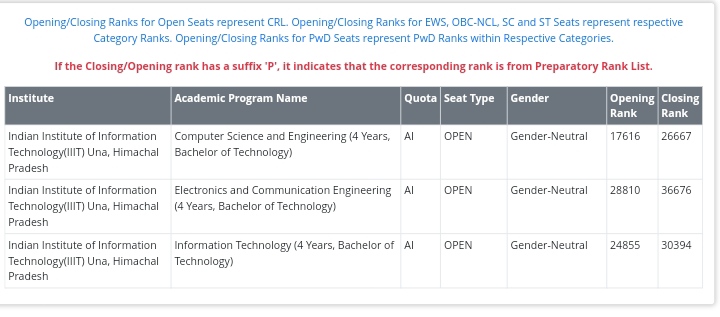 Opening/Closing Ranks for Open Seats represent CRL. Opening/Closing Ranks for EWS, OBC-NCL, SC and ST Seats represent respective
Category Ranks. Opening/Closing Ranks for PwD Seats represent PwD Ranks within Respective Categories.
If the Closing/Opening rank has a suffix 'P', it indicates that the corresponding rank is from Preparatory Rank List.
Institute Academic Program Name Quota Seat Type Gender Opening Closing
Rank Rank
Indian Institute of Information Computer Science and Engineering (4 Years, AI OPEN Gender-Neutral 17616 26667
Technology(IIIT) Una, Himachal Bachelor of Technology)
Pradesh
Indian Institute of Information Electronics and Communication Engineering AI OPEN Gender-Neutral 28810 36676
Technology(IIIT) Una, Himachal (4 Years, Bachelor of Technology)
Pradesh
Indian Institute of Information Information Technology (4 Years, Bachelor of AI OPEN Gender-Neutral 24855 30394
Technology(IIIT) Una, Himachal Technology)
Pradesh